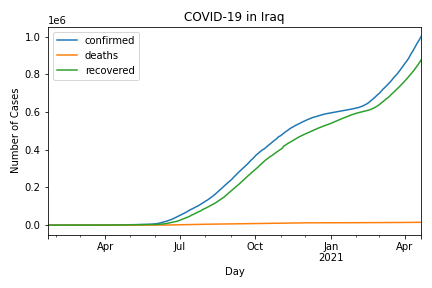 COVID-19 in Iraq
1e6
confirmed
deaths
recovered
1.0
0.8
0.6
0.4
0.2
0.0
Number of Cases
Apr Jul Oct Jan Apr
2021
Day